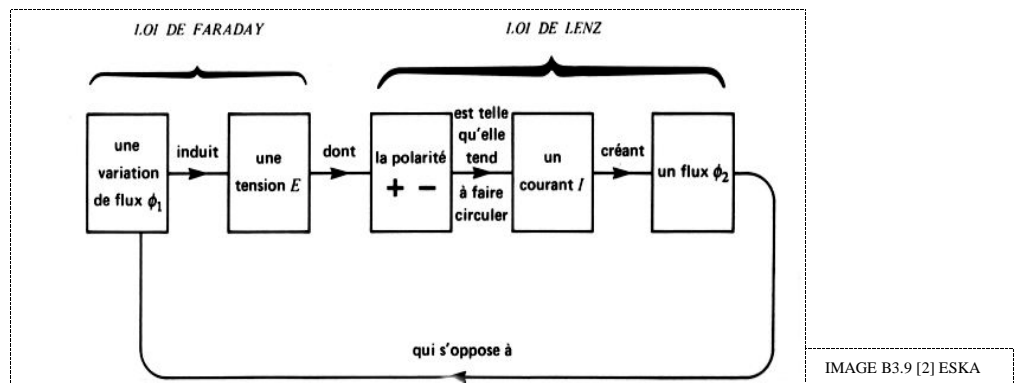 LOI DE FARADAY
LOI DE LENZ
une
variation
de flux ϕ1
induit
une
tension E
dont
la polarité
+ −
est telle
qu'elle
tend
à faire
circuler
un
courant I
créant
un flux ϕ2
qui s'oppose à
IMAGE B3.9 [2] ESKA